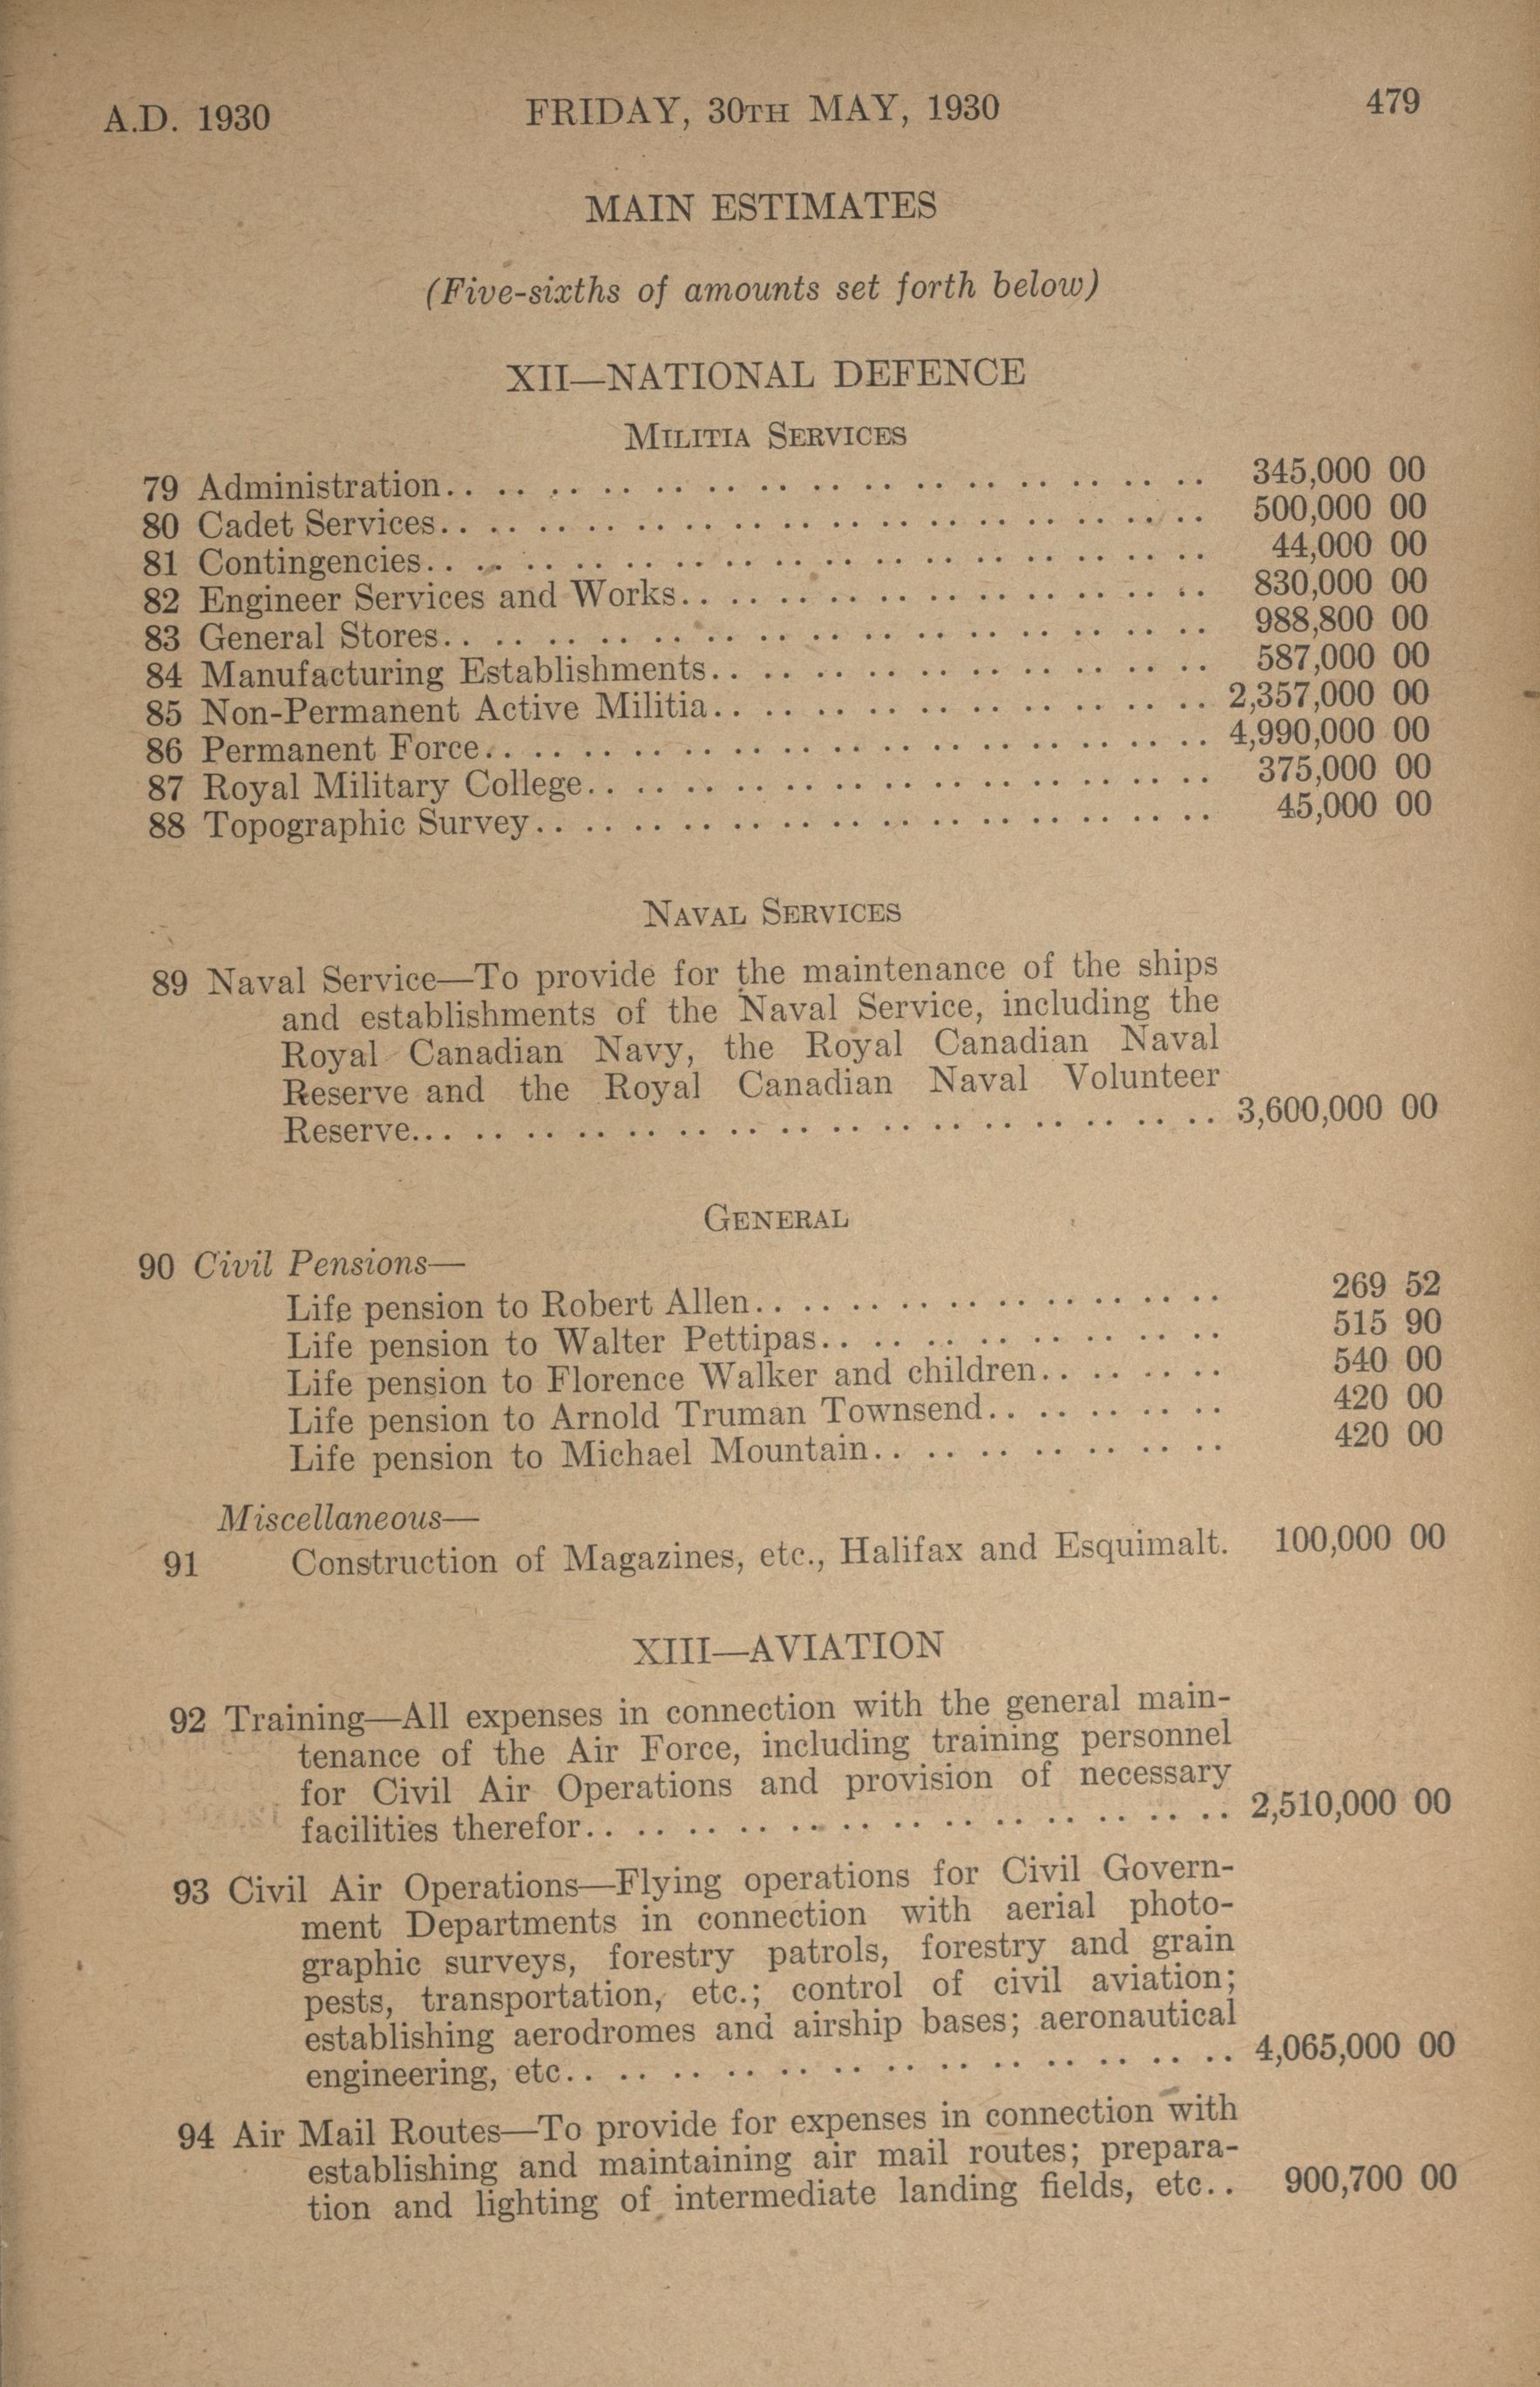 A.D. 1930 FRIDAY, 30TH MAY, 1930 479
MAIN ESTIMATES
(Five-sixths of amounts set forth below)
XII—NATIONAL DEFENCE
MILITIA SERVICES
79 Administration.. .. .. .. .. .. .. .. .. .. .. .. .. .. .. 345,000 00
80 Cadet Services.. .. .. .. .. .. .. .. .. .. .. .. .. .. .. 500,000 00
81 Contingencies.. .. .. .. .. .. .. .. .. .. .. .. .. .. .. .. 44,000 00
82 Engineer Services and Works.. .. .. .. .. .. .. .. .. .. .. 830,000 00
83 General Stores.. .. .. .. .. .. .. .. .. .. .. .. .. .. .. 988,800 00
84 Manufacturing Establishments.. .. .. .. .. .. .. .. .. .. 587,000 00
85 Non-Permanent Active Militia.. .. .. .. .. .. .. .. .. .. 2,357,000 00
86 Permanent Force.. .. .. .. .. .. .. .. .. .. .. .. .. .. .. 4,990,000 00
87 Royal Military College.. .. .. .. .. .. .. .. .. .. .. .. .. 375,000 00
88 Topographic Survey.. .. .. .. .. .. .. .. .. .. .. .. .. .. 45,000 00
NAVAL SERVICES
89 Naval Service—To provide for the maintenance of the ships
and establishments of the Naval Service, including the
Royal Canadian Navy, the Royal Canadian Naval
Reserve and the Royal Canadian Naval Volunteer
Reserve.. .. .. .. .. .. .. .. .. .. .. .. .. .. .. .. 3,600,000 00
GENERAL
90 Civil Pensions—
Life pension to Robert Allen.. .. .. .. .. .. .. .. .. .. 269 52
Life pension to Walter Pettipas.. .. .. .. .. .. .. .. 515 90
Life pension to Florence Walker and children.. .. .. .. 540 00
Life pension to Arnold Truman Townsend.. .. .. .. .. 420 00
Life pension to Michael Mountain.. .. .. .. .. .. .. 420 00
Miscellaneous—
91 Construction of Magazines, etc., Halifax and Esquimalt. 100,000 00
XIII—AVIATION
92 Training—All expenses in connection with the general main-
tenance of the Air Force, including training personnel
for Civil Air Operations and provision of necessary
facilities therefor.. .. .. .. .. .. .. .. .. .. .. .. .. 2,510,000 00
93 Civil Air Operations—Flying operations for Civil Govern-
ment Departments in connection with aerial photo-
graphic surveys, forestry patrols, forestry and grain
pests, transportation, etc.; control of civil aviation;
establishing aerodromes and airship bases; aeronautical
engineering, etc.. .. .. .. .. .. .. .. .. .. .. .. .. 4,065,000 00
94 Air Mail Routes—To provide for expenses in connection with
establishing and maintaining air mail routes; prepara-
tion and lighting of intermediate landing fields, etc.. 900,700 00